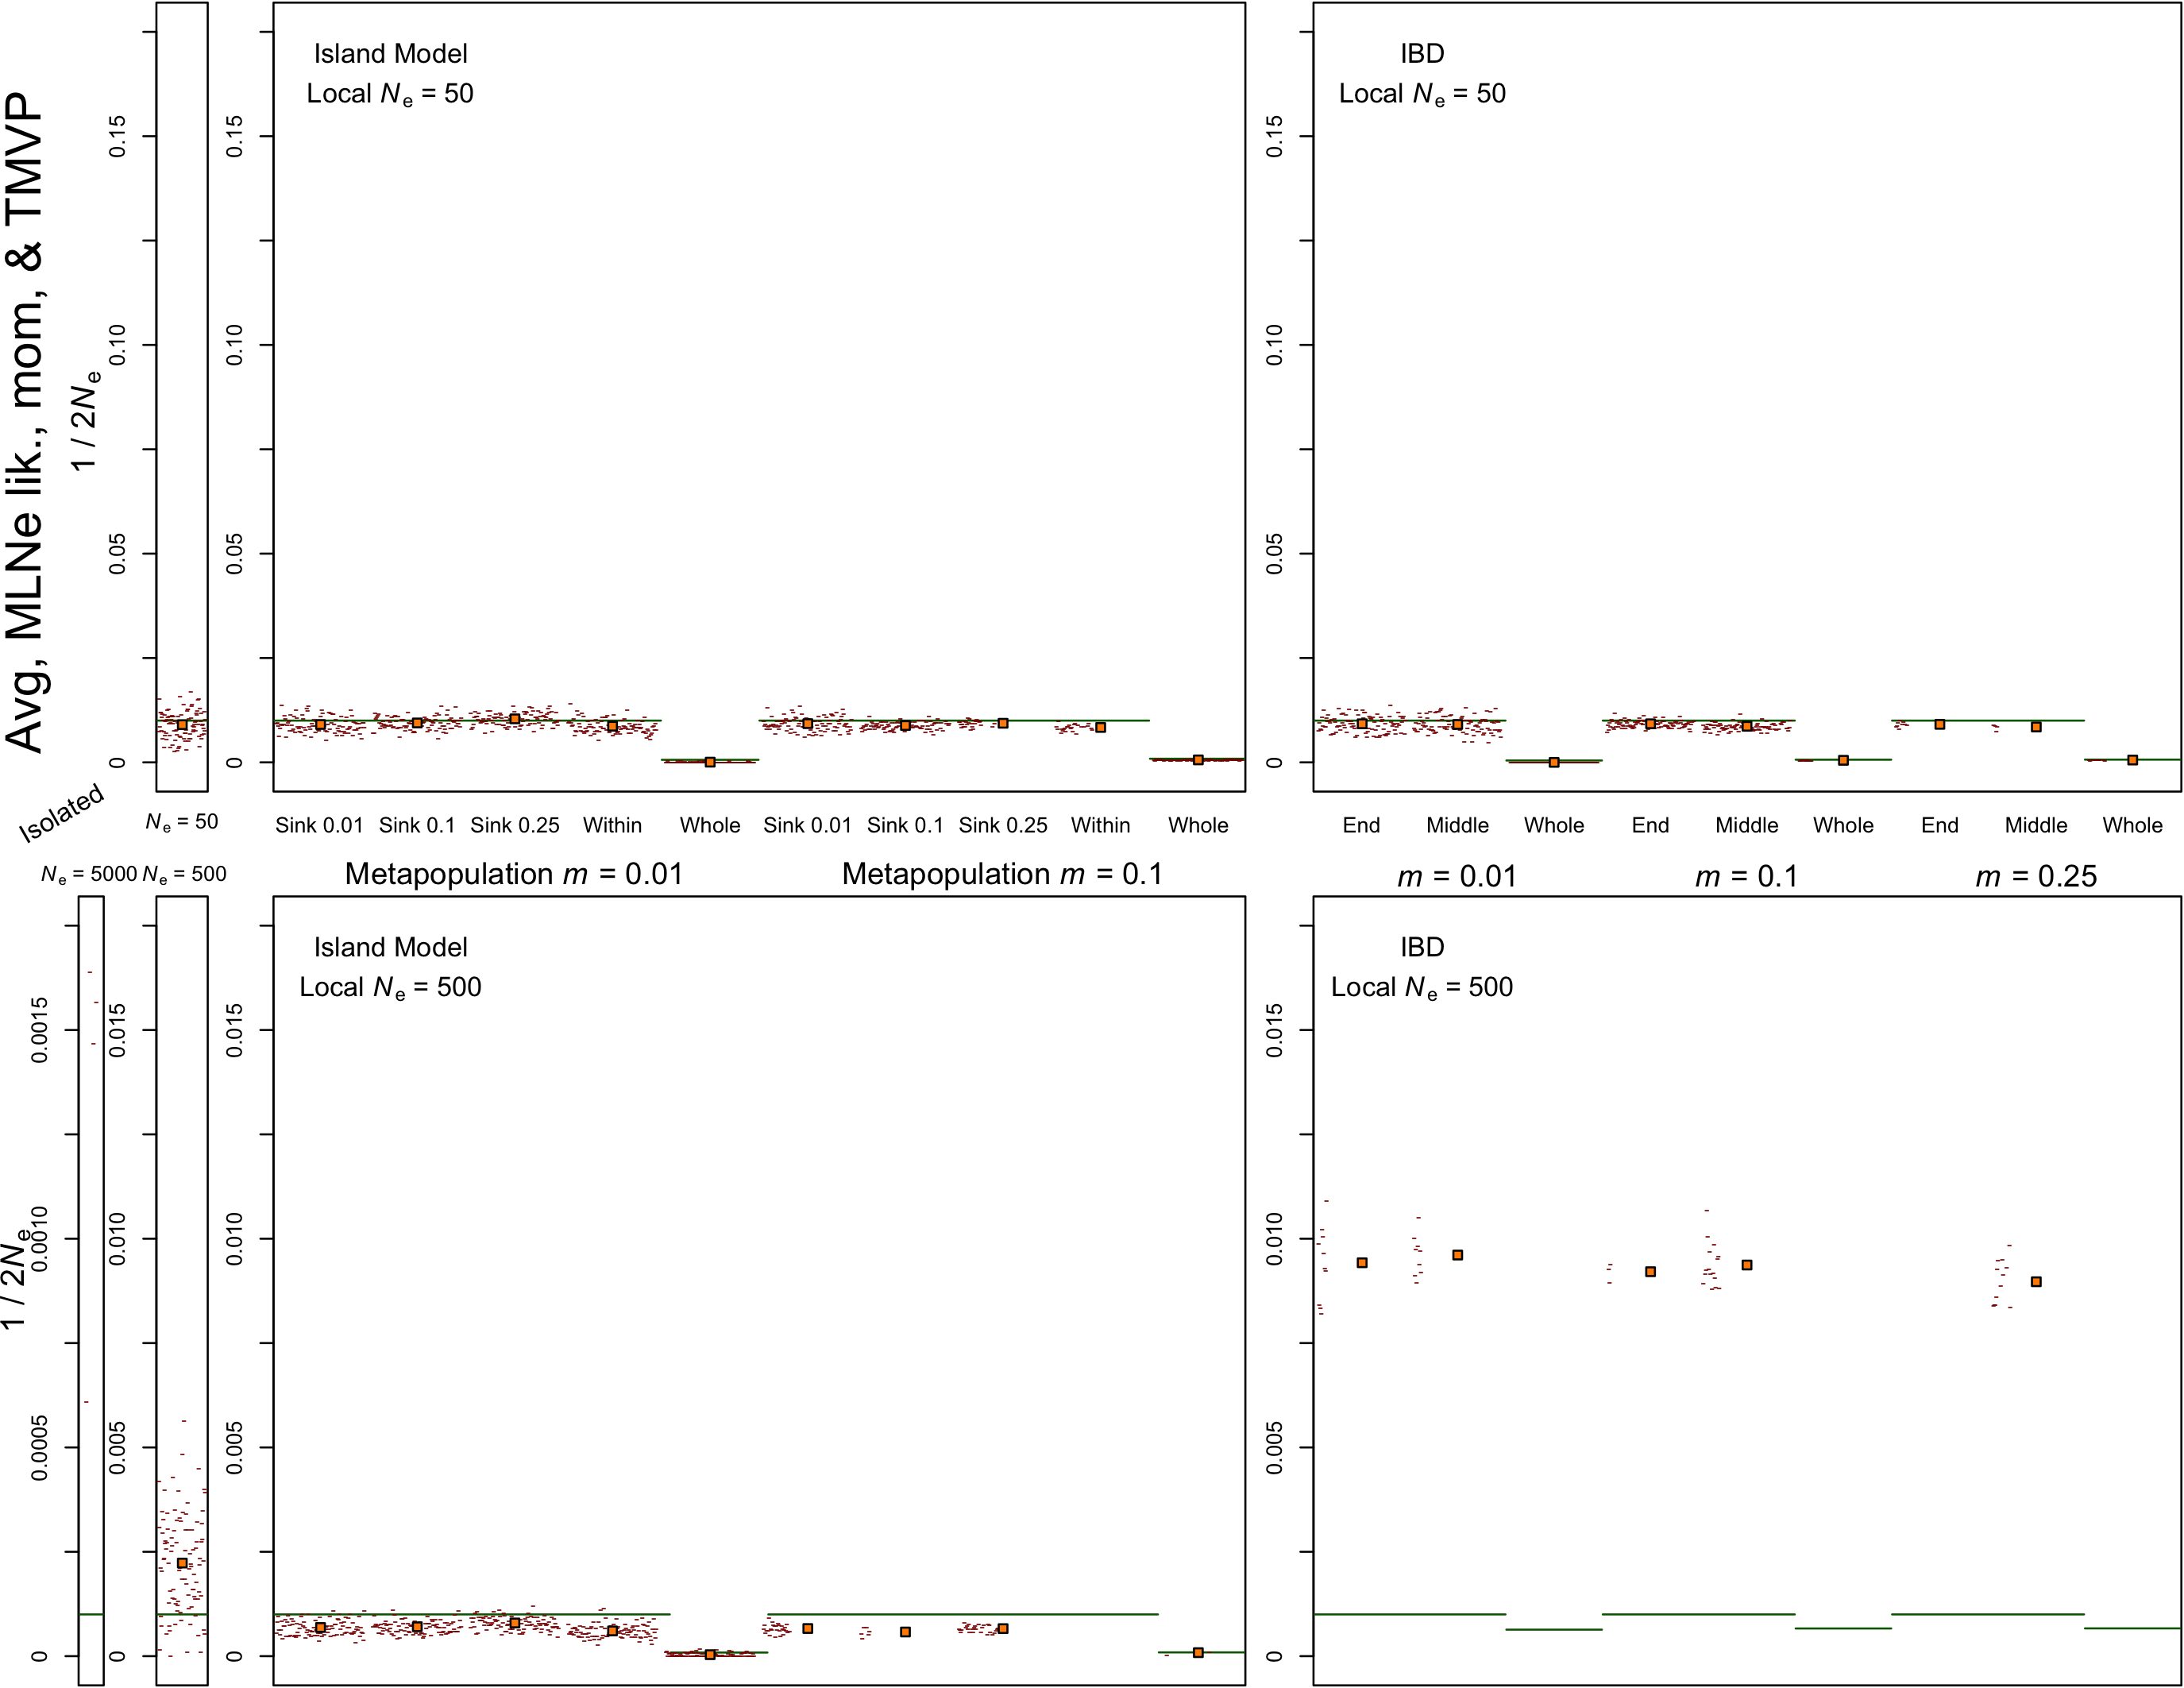 Avg, MLNe lik., mom, & TMVP
1 / 2Ne
0.15
0.10
0.05
0
0.15
0.10
0.05
0
Island Model
Local Ne = 50
0.15
0.10
0.05
0
IBD
Local Ne = 50
Isolated
Ne = 50
Sink 0.01 Sink 0.1 Sink 0.25 Within Whole Sink 0.01 Sink 0.1 Sink 0.25 Within Whole
End Middle Whole End Middle Whole End Middle Whole
Ne = 5000 Ne = 500
Metapopulation m = 0.01 Metapopulation m = 0.1
m = 0.01 m = 0.1 m = 0.25
1 / 2Ne
0.0015
0.0010
0.0005
0
0.015
0.010
0.005
0
0.015
0.010
0.005
0
Island Model
Local Ne = 500
0.015
0.010
0.005
0
IBD
Local Ne = 500